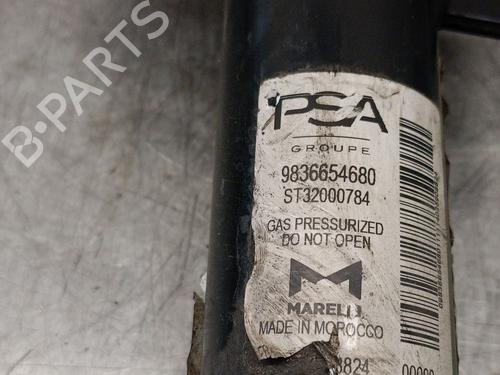 B-PARTS
PSA
GROUPE
9836654680
ST32000784
GAS PRESSURIZED
DO NOT OPEN
MARELLI
MADE IN MOROCCO